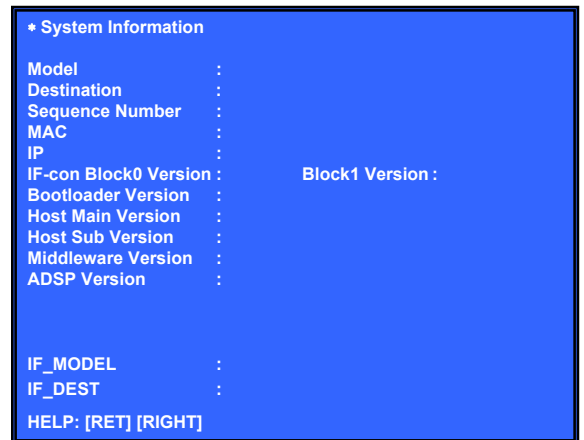 * System Information
Model :
Destination :
Sequence Number :
MAC :
IP :
IF-con Block0 Version : Block1 Version :
Bootloader Version :
Host Main Version :
Host Sub Version :
Middleware Version :
ADSP Version :
IF_MODEL :
IF_DEST :
HELP: [RET] [RIGHT]